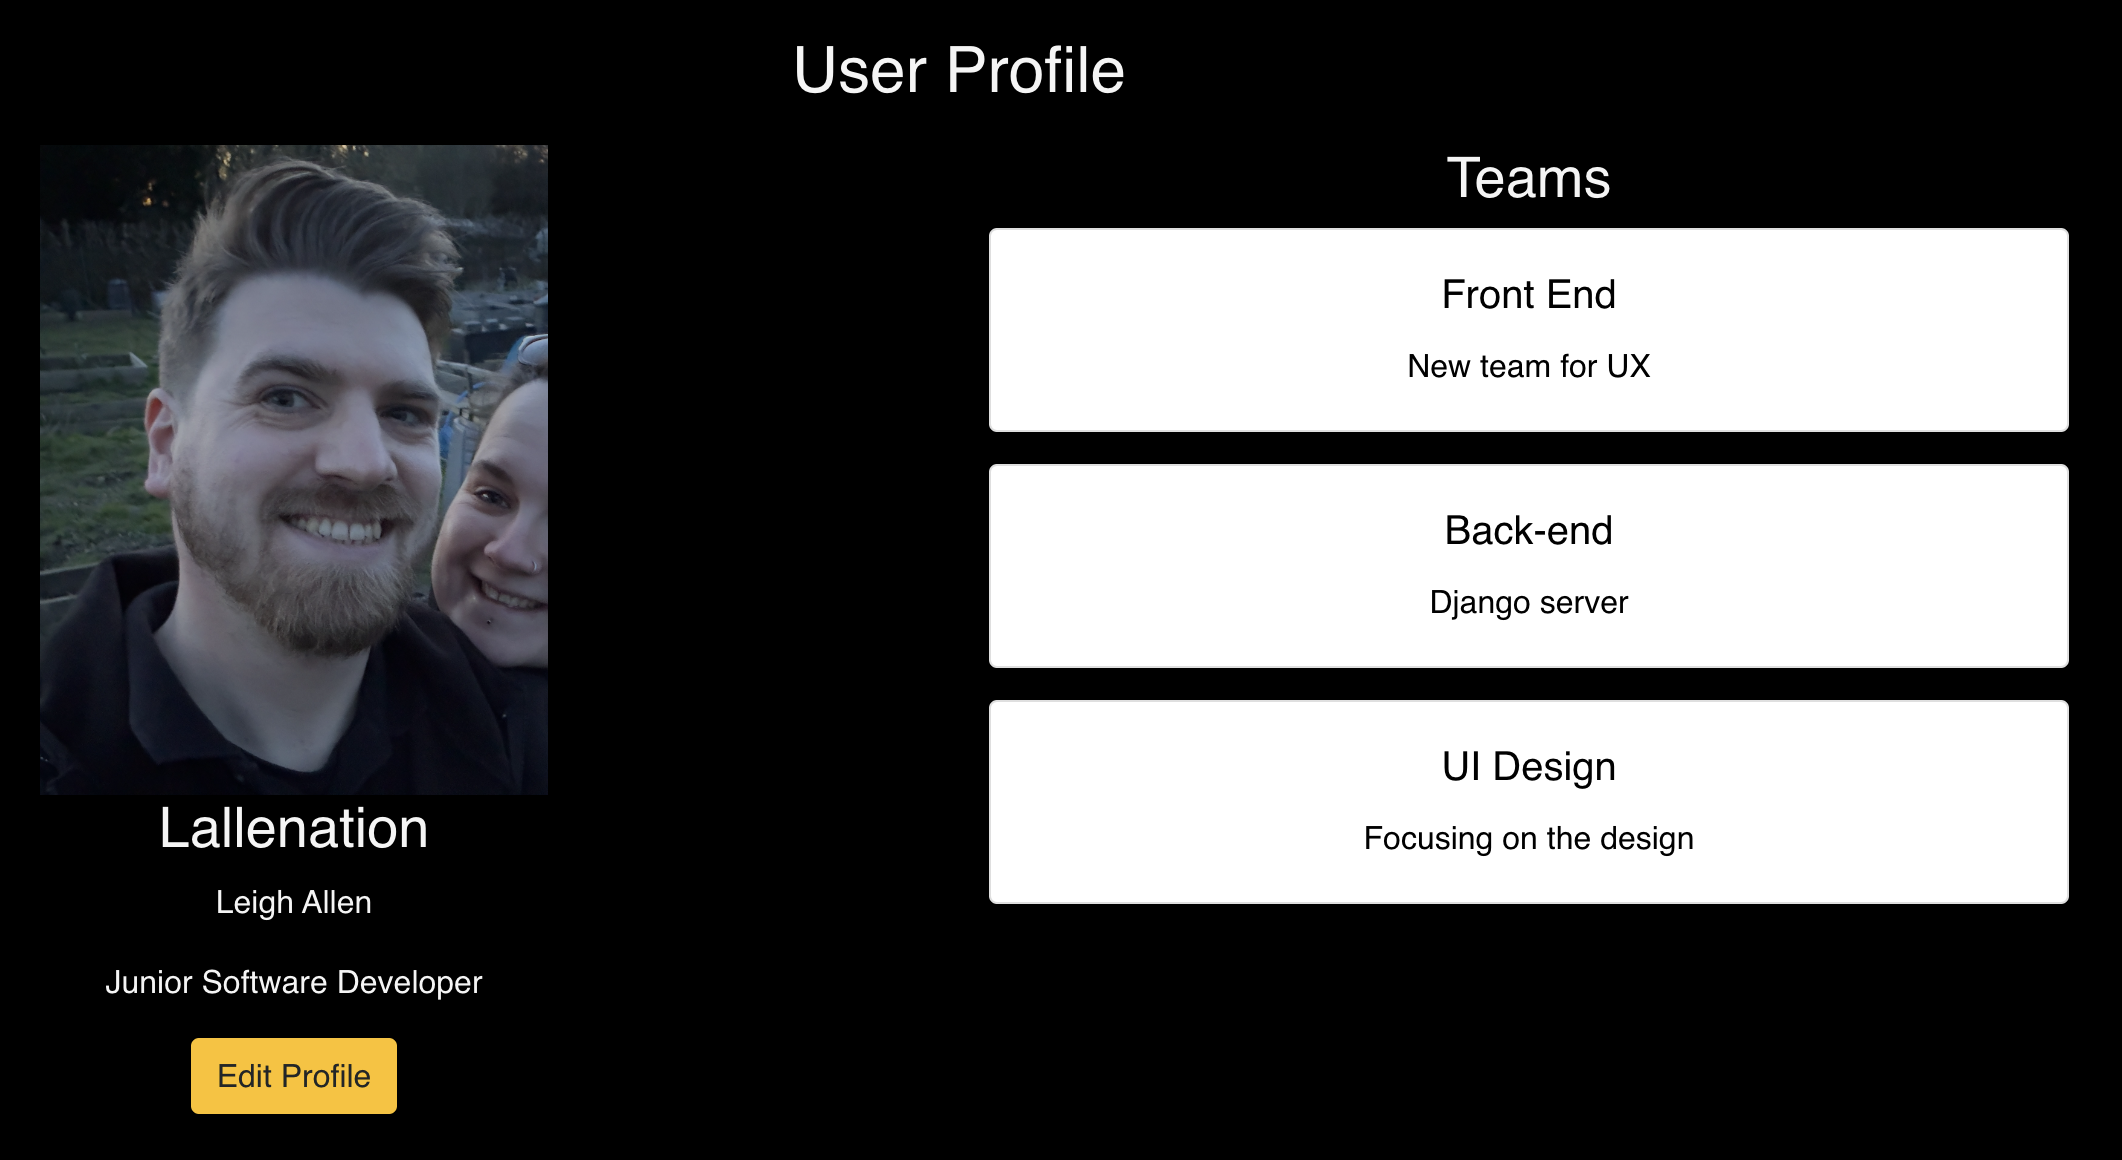 User Profile
Lallenation
Leigh Allen
Junior Software Developer
Edit Profile
Teams
Front End
New team for UX
Back-end
Django server
UI Design
Focusing on the design